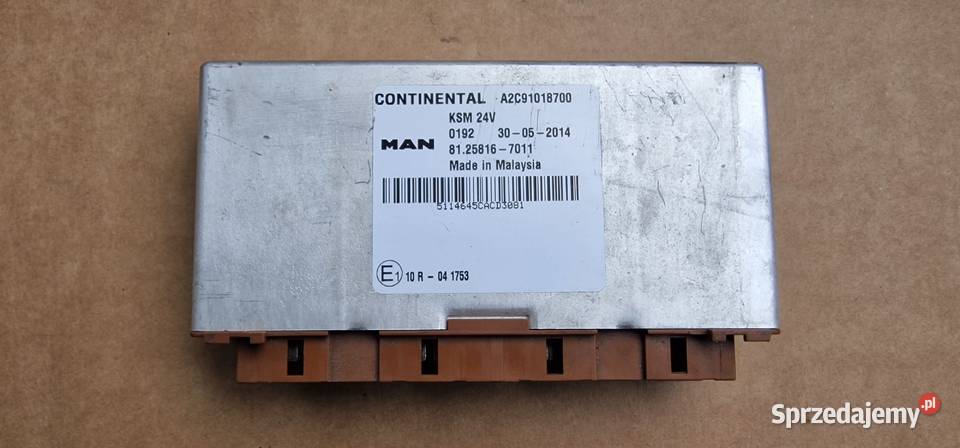 CONTINENTAL A2C91018700
KSM 24V
0192 30-05-2014
MAN 81.25816-7011
Made in Malaysia
5114645CACD3081
E1 10 R - 04 1753
Sprzedajemy.pl